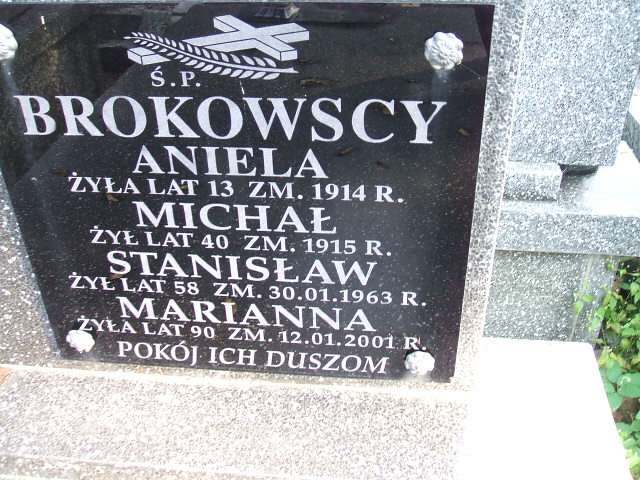 Ś.P.
BROKOWSCY
ANIELA
ŻYŁA LAT 13 ZM. 1914 R.
MICHAŁ
ŻYŁ LAT 40 ZM. 1915 R.
STANISŁAW
ŻYŁ LAT 58 ZM. 30.01.1963 R.
MARIANNA
ŻYŁA LAT 90 ZM. 12.01.2001 R.
POKÓJ ICH DUSZOM